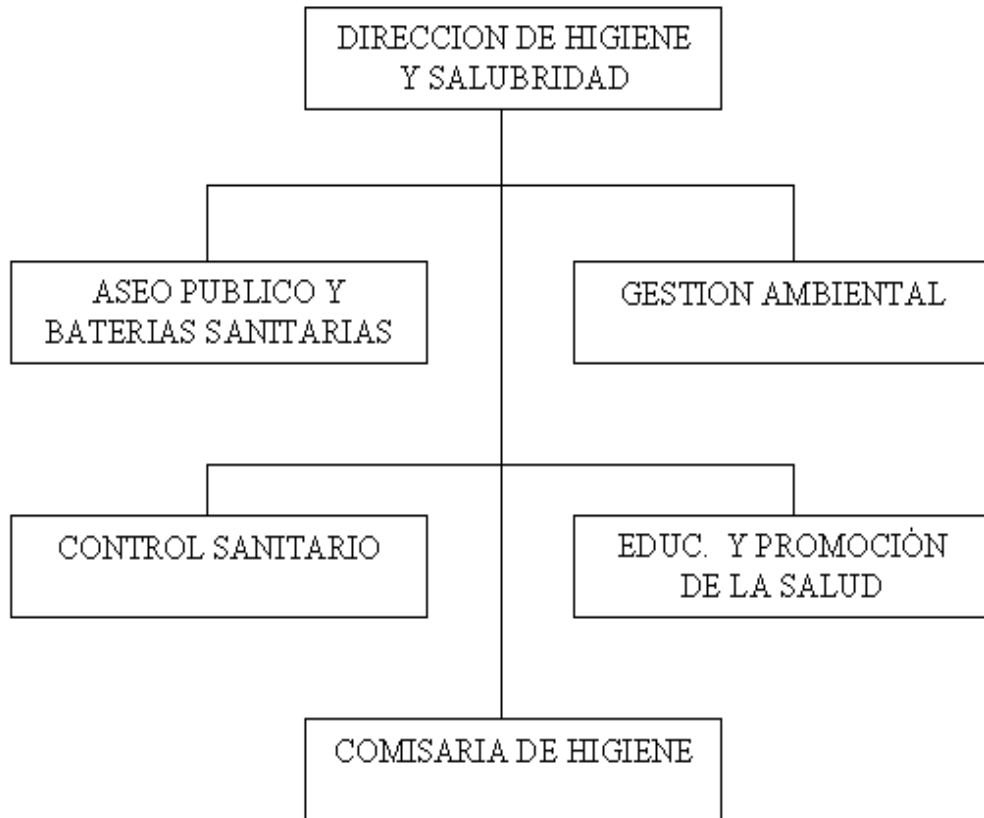 DIRECCION DE HIGIENE
Y SALUBRIDAD
ASEO PUBLICO Y
BATERIAS SANITARIAS
GESTION AMBIENTAL
CONTROL SANITARIO
EDUC. Y PROMOCIÓN
DE LA SALUD
COMISARIA DE HIGIENE